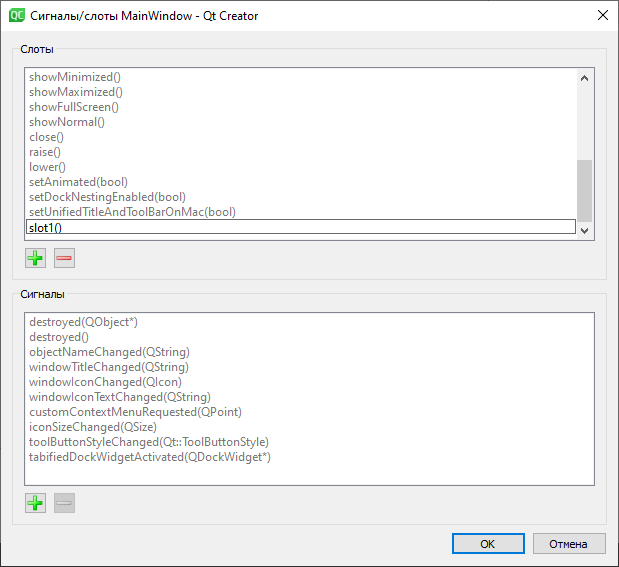 QC Сигналы/слоты MainWindow - Qt Creator
Слоты
showMinimized()
showMaximized()
showFullScreen()
showNormal()
close()
raise()
lower()
setAnimated(bool)
setDockNestingEnabled(bool)
setUnifiedTitleAndToolBarOnMac(bool)
slot1()
Сигналы
destroyed(QObject*)
destroyed()
objectNameChanged(QString)
windowTitleChanged(QString)
windowIconChanged(QIcon)
windowIconTextChanged(QString)
customContextMenuRequested(QPoint)
iconSizeChanged(QSize)
toolButtonStyleChanged(Qt::ToolButtonStyle)
tabifiedDockWidgetActivated(QDockWidget*)
OK Отмена